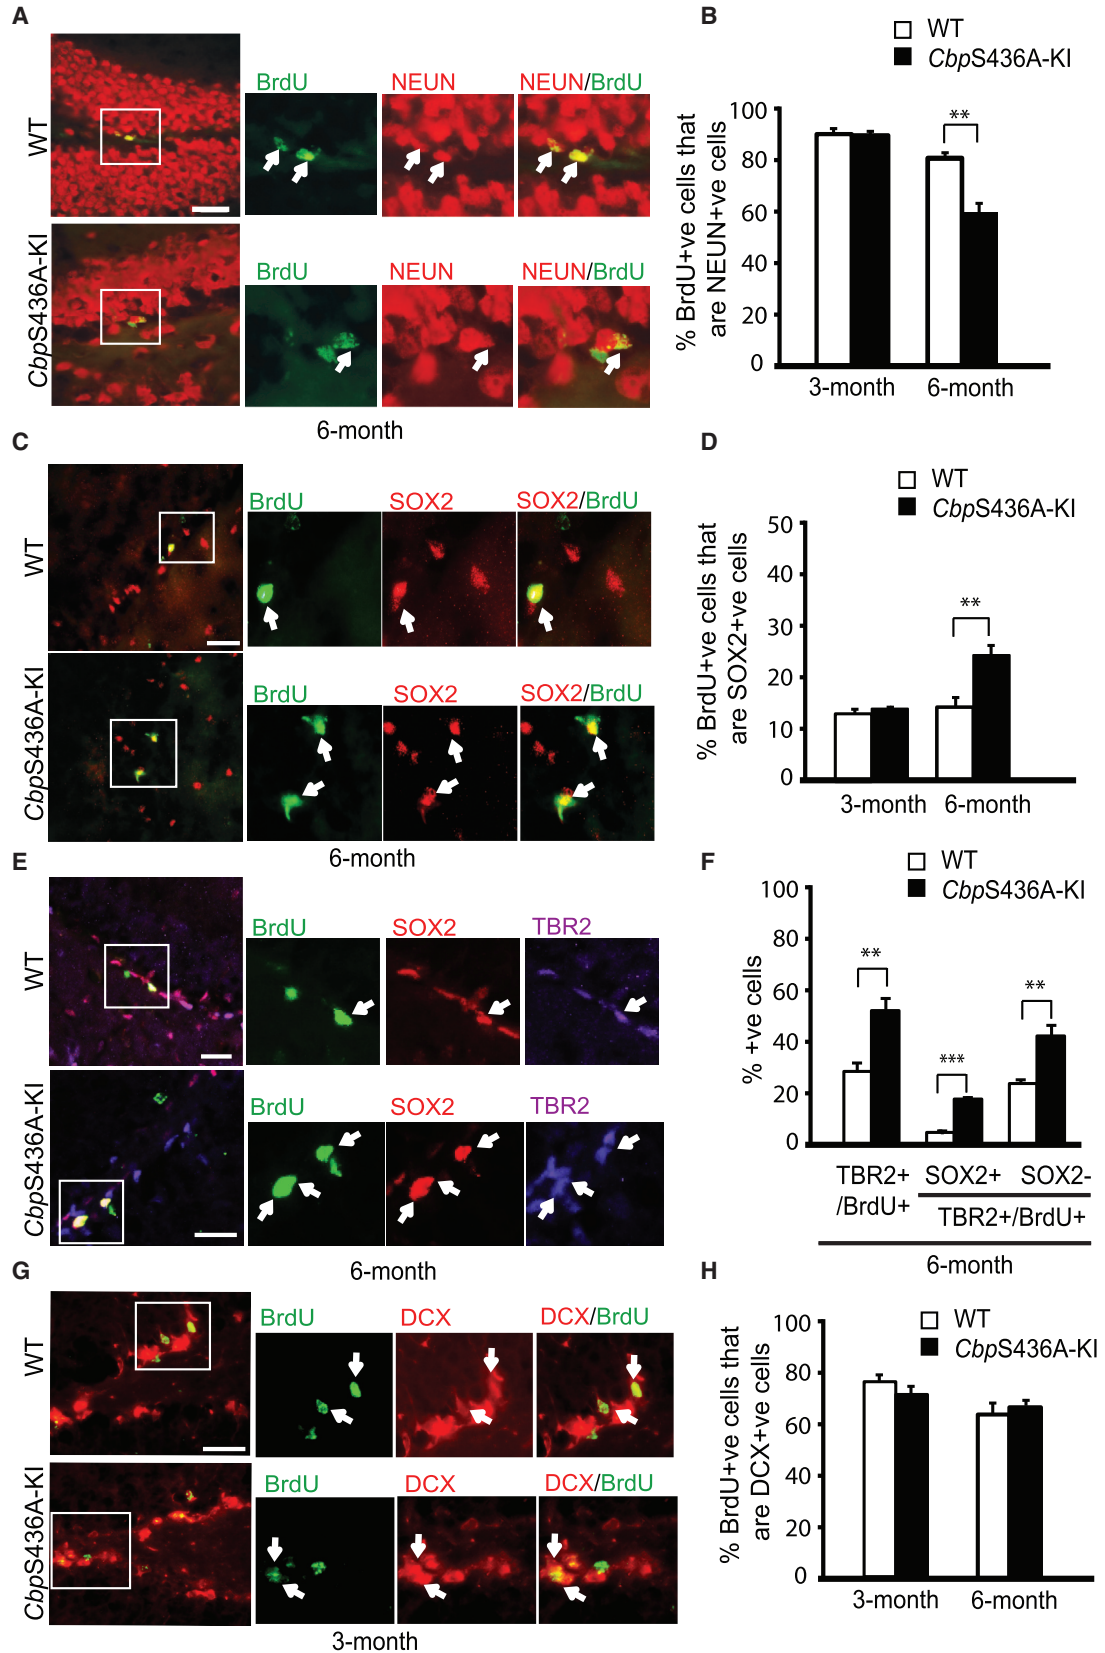 A
WT
BrdU
NEUN
NEUN/BrdU
CbpS436A-KI
BrdU
NEUN
NEUN/BrdU
6-month
B
WT
CbpS436A-KI
% BrdU+ve cells that
are NEUN+ve cells
100
80
60
40
20
0
**
3-month
6-month
C
WT
BrdU
SOX2
SOX2/BrdU
CbpS436A-KI
BrdU
SOX2
SOX2/BrdU
6-month
D
WT
CbpS436A-KI
% BrdU+ve cells that
are SOX2+ve cells
50
40
30
20
10
0
**
3-month
6-month
E
WT
BrdU
SOX2
TBR2
CbpS436A-KI
BrdU
SOX2
TBR2
6-month
F
WT
CbpS436A-KI
% +ve cells
100
80
60
40
20
0
**
***
**
TBR2+
/BrdU+
SOX2+
SOX2-
TBR2+/BrdU+
6-month
G
WT
BrdU
DCX
DCX/BrdU
CbpS436A-KI
BrdU
DCX
DCX/BrdU
3-month
H
WT
CbpS436A-KI
% BrdU+ve cells that
are DCX+ve cells
100
80
60
40
20
0
3-month
6-month